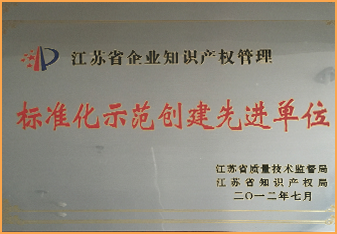 江苏省企业知识产权管理
标准化示范创建先进单位
江苏省质量技术监督局
江苏省知识产权局
二〇一二年七月